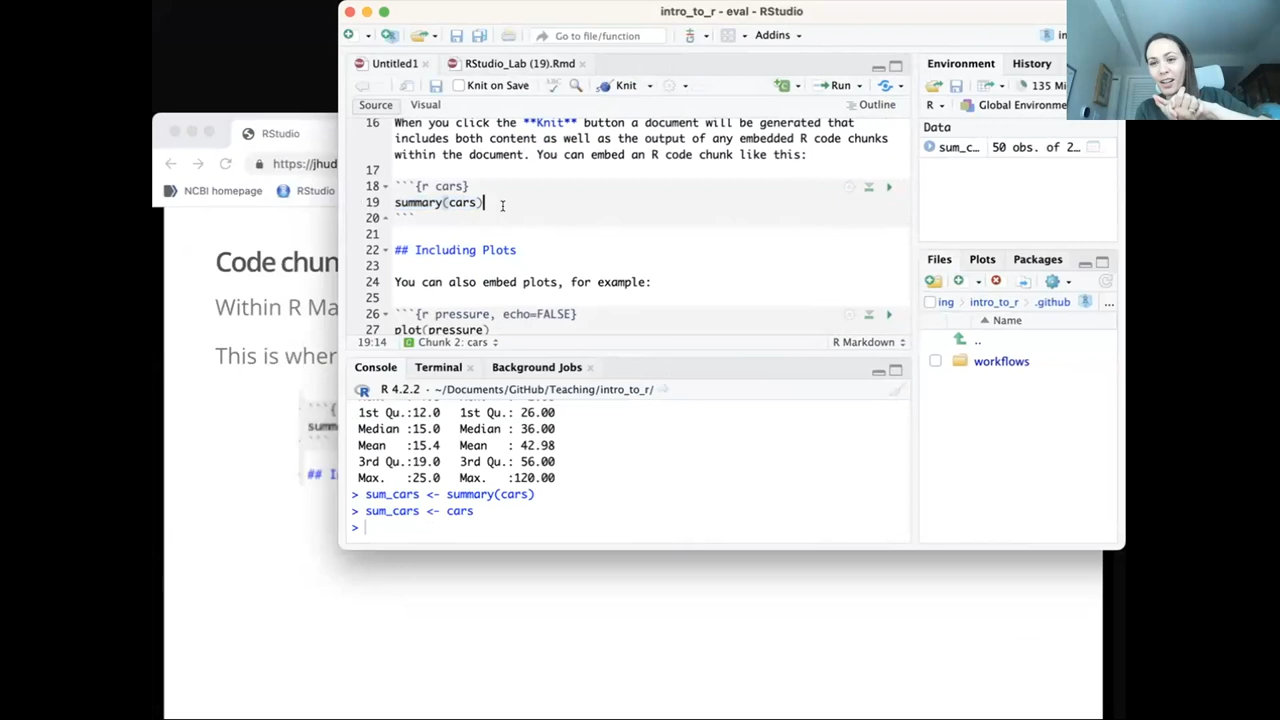 intro_to_r - eval - RStudio
Go to file/function
Addins
Untitled1
RStudio_Lab (19).Rmd
Knit on Save
Knit
Run
Source
Visual
Outline
16 When you click the **Knit** button a document will be generated that
includes both content as well as the output of any embedded R code chunks
within the document. You can embed an R code chunk like this:
17
18 ```{r cars}
19 summary(cars)
20 ```
21
22 ## Including Plots
23
24 You can also embed plots, for example:
25
26 ```{r pressure, echo=FALSE}
27 plot(pressure)
19:14
Chunk 2: cars
R Markdown
Console
Terminal
Background Jobs
R 4.2.2 · ~/Documents/GitHub/Teaching/intro_to_r/
1st Qu.:12.0 1st Qu.: 26.00
Median :15.0 Median : 36.00
Mean :15.4 Mean : 42.98
3rd Qu.:19.0 3rd Qu.: 56.00
Max. :25.0 Max. :120.00
> sum_cars <- summary(cars)
> sum_cars <- cars
>
Environment
History
135 Mi
R
Global Environme
Data
sum_c… 50 obs. of 2…
Files
Plots
Packages
ing
intro_to_r
.github
...
Name
..
workflows
RStudio
https://jhud
NCBI homepage
RStudio
Code chun
Within R Ma
This is wher
```{
summ
## I